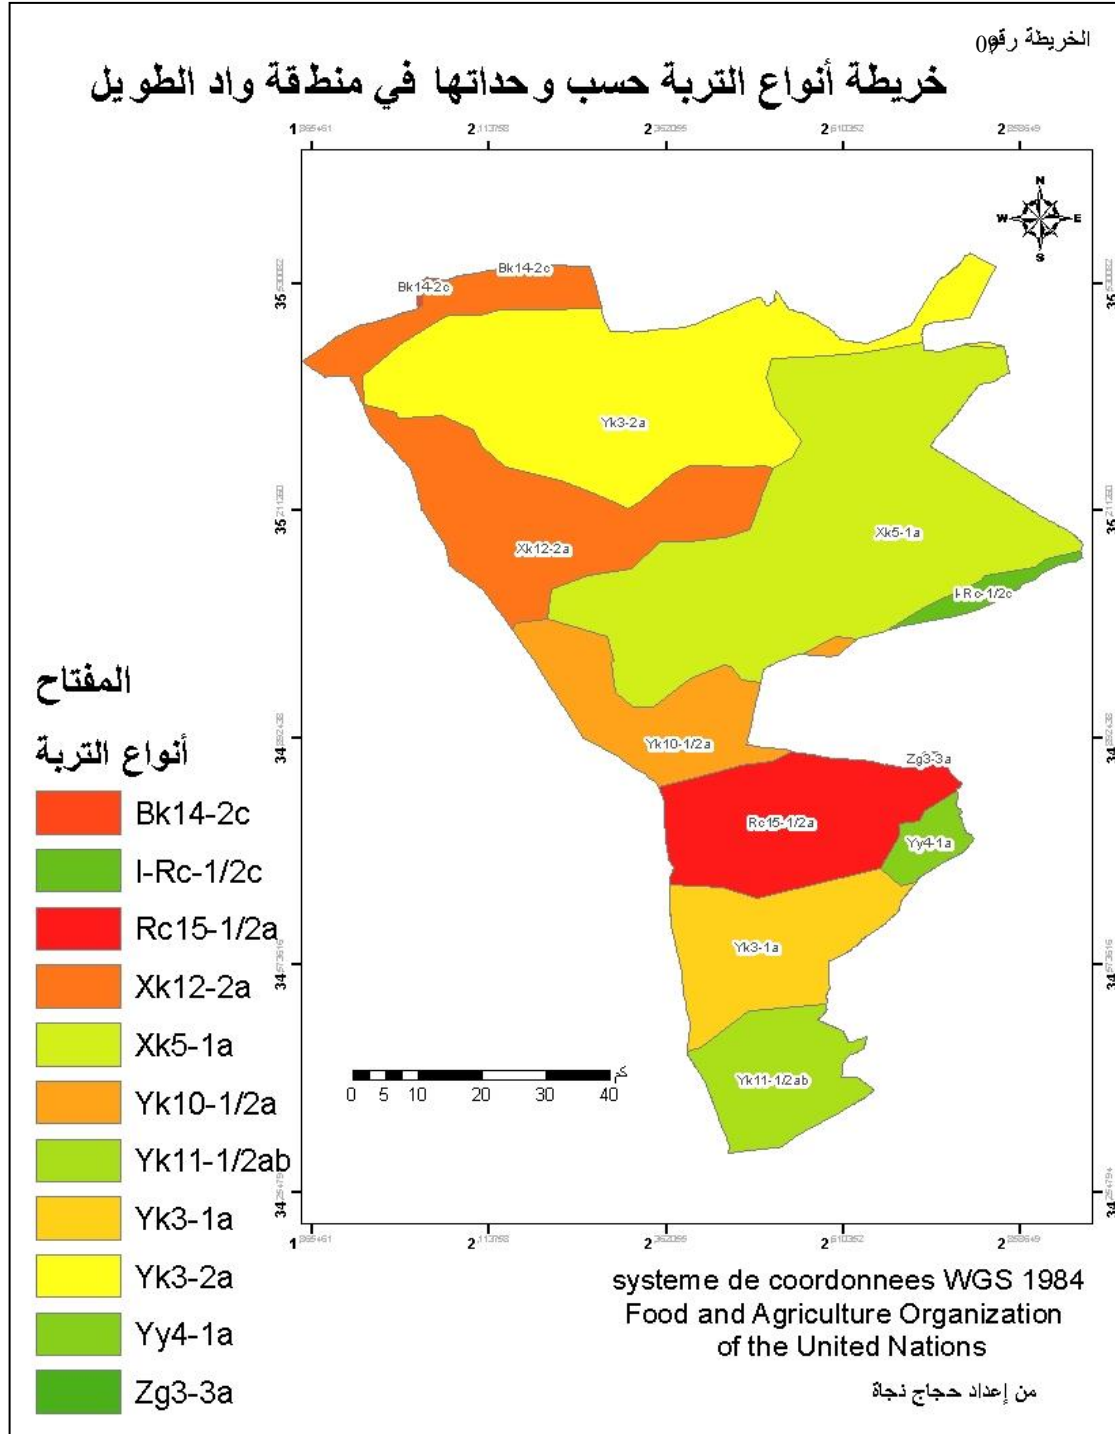 الخريطة رقم 09
خريطة أنواع التربة حسب وحداتها في منطقة واد الطويل
N
W E
S
Bk14-2c
Bk14-2c
Yk3-2a
Xk5-1a
Xk12-2a
I-Rc-1/2c
Yk10-1/2a
Zg3-3a
Rc15-1/2a
Yy4-1a
Yk3-1a
Yk11-1/2ab
كم
0 5 10 20 30 40
المفتاح
أنواع التربة
Bk14-2c
I-Rc-1/2c
Rc15-1/2a
Xk12-2a
Xk5-1a
Yk10-1/2a
Yk11-1/2ab
Yk3-1a
Yk3-2a
Yy4-1a
Zg3-3a
systeme de coordonnees WGS 1984
Food and Agriculture Organization
of the United Nations
من إعداد حجاج نجاة